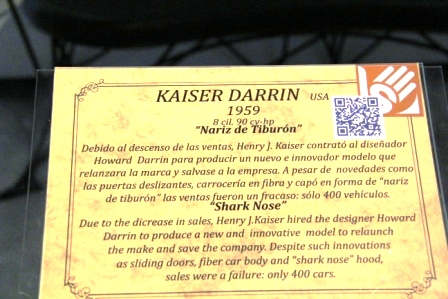 KAISER DARRIN USA
1959
8 cil. 90 cv-hp
"Nariz de Tiburón"
Debido al descenso de las ventas, Henry J. Kaiser contrató al diseñador
Howard Darrin para producir un nuevo e innovador modelo que
relanzara la marca y salvase a la empresa. A pesar de novedades como
las puertas deslizantes, carrocería en fibra y capó en forma de "nariz
de tiburón" las ventas fueron un fracaso: sólo 400 vehículos.
"Shark Nose"
Due to the dicrease in sales, Henry J.Kaiser hired the designer Howard
Darrin to produce a new and innovative model to relaunch
the make and save the company. Despite such innovations
as sliding doors, fiber car body and "shark nose" hood,
sales were a failure: only 400 cars.